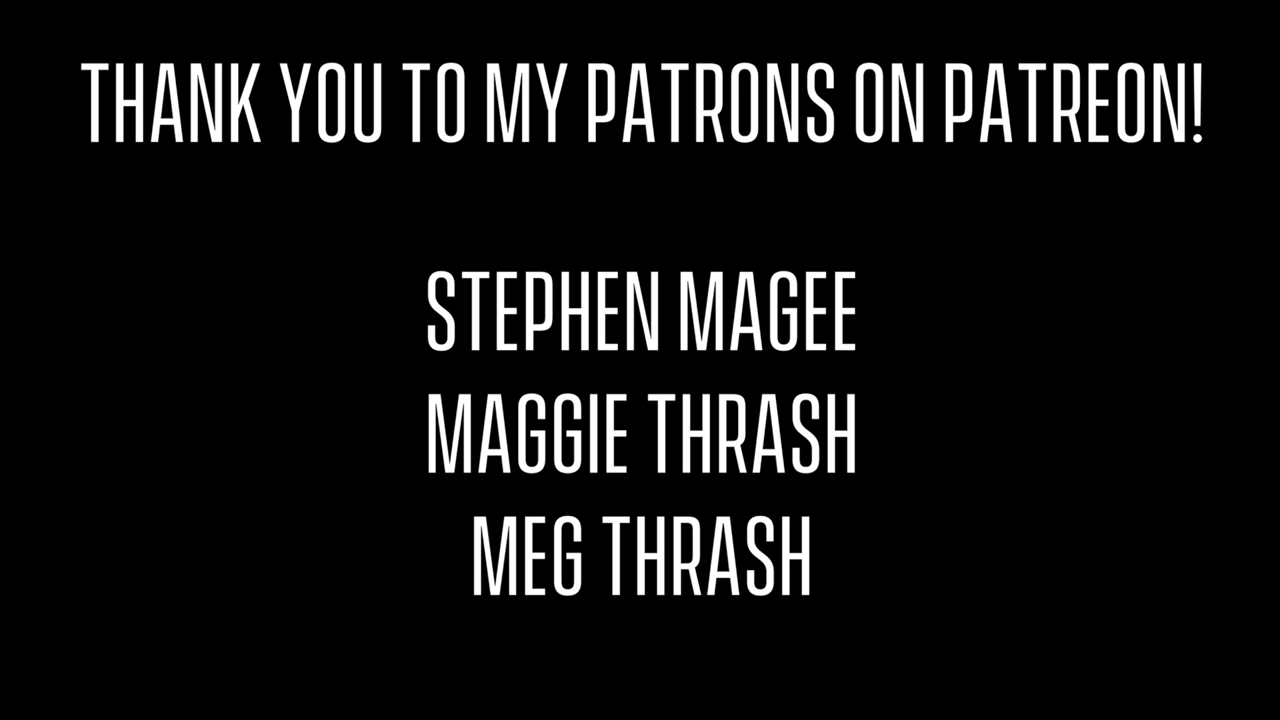 THANK YOU TO MY PATRONS ON PATREON!
STEPHEN MAGEE
MAGGIE THRASH
MEG THRASH